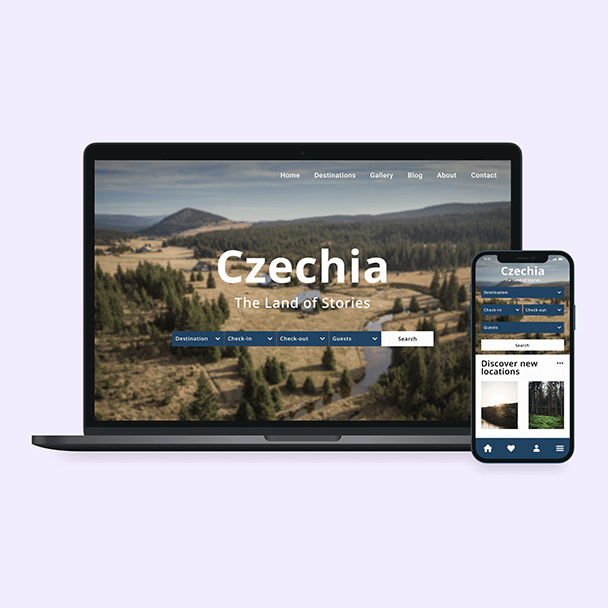 Home Destinations Gallery Blog About Contact
Czechia
The Land of Stories
Destination Check-in Check-out Guests Search
Czechia
The Land of Stories
Destination
Check-in Check-out
Guests
Search
Discover new
locations